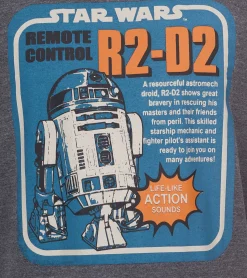 STAR WARS
REMOTE
CONTROL
R2-D2
A resourceful astromech
droid, R2-D2 shows great
bravery in rescuing his
masters and their friends
from peril. This skilled
starship mechanic and
fighter pilot's assistant is
ready to join you on
many adventures!
LIFE-LIKE
ACTION
SOUNDS